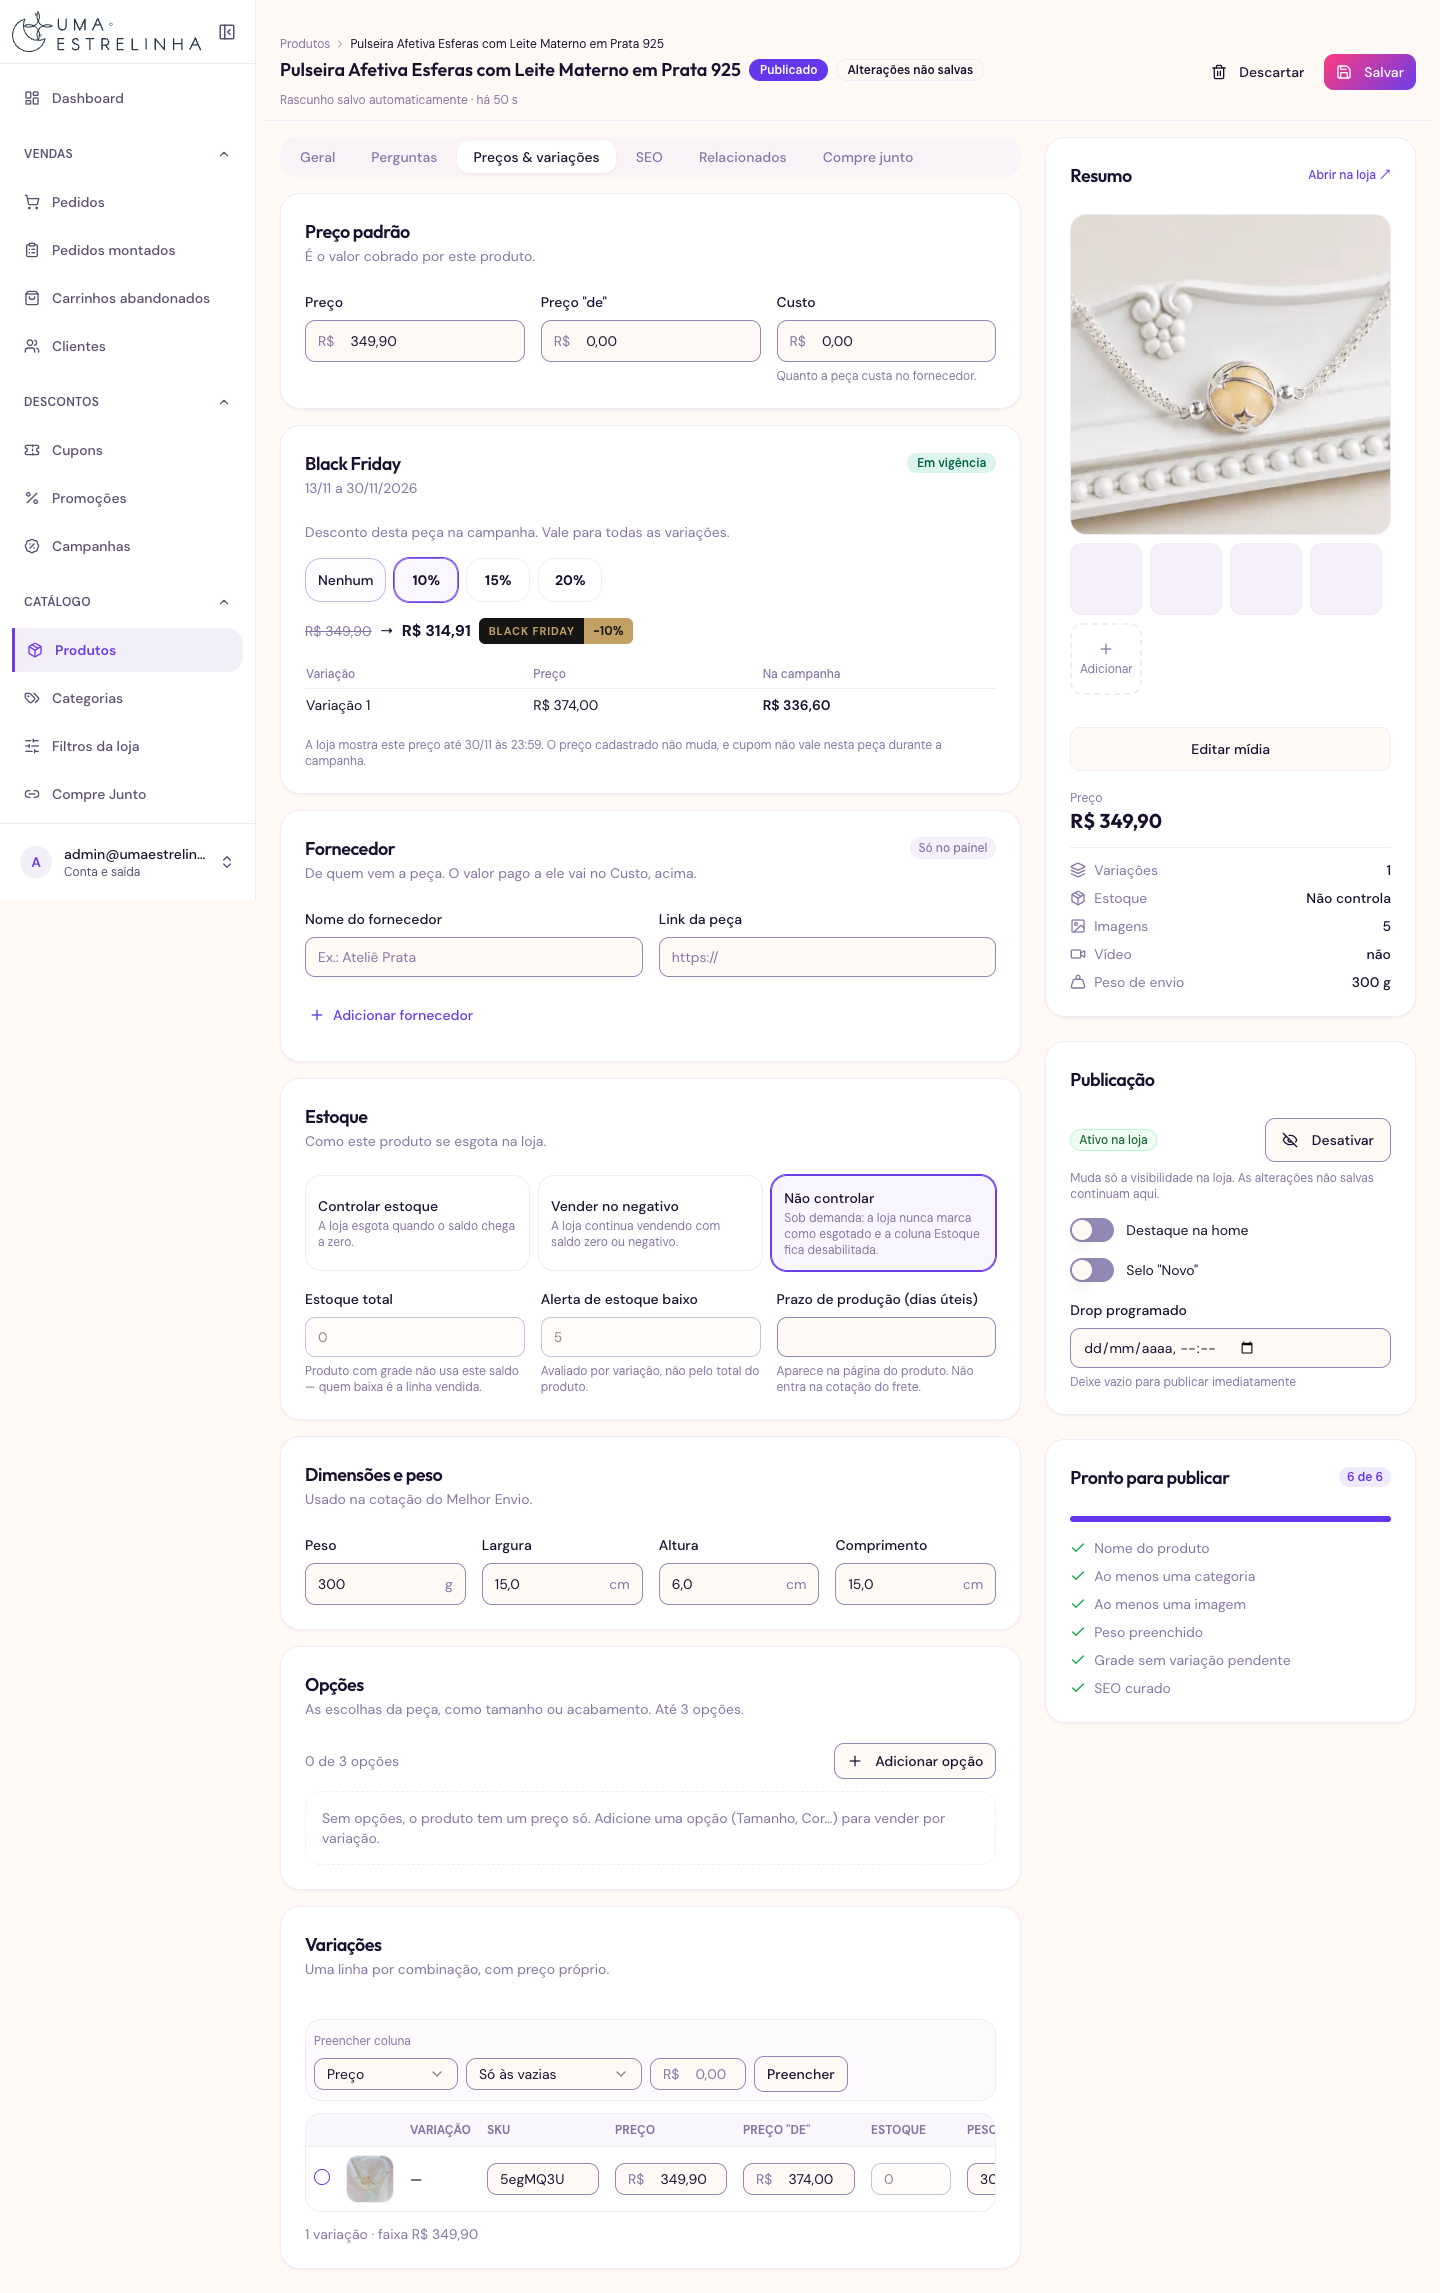 UMA
ESTRELINHA
Dashboard
VENDAS
Pedidos
Pedidos montados
Carrinhos abandonados
Clientes
DESCONTOS
Cupons
Promoções
Campanhas
CATÁLOGO
Produtos
Categorias
Filtros da loja
Compre Junto
A
admin@umaestrelin...
Conta e saída
Produtos > Pulseira Afetiva Esferas com Leite Materno em Prata 925
Pulseira Afetiva Esferas com Leite Materno em Prata 925 Publicado Alterações não salvas
Rascunho salvo automaticamente · há 50 s
Descartar Salvar
Geral Perguntas Preços & variações SEO Relacionados Compre junto
Preço padrão
É o valor cobrado por este produto.
Preço Preço "de" Custo
R$ 349,90 R$ 0,00 R$ 0,00
Quanto a peça custa no fornecedor.
Black Friday Em vigência
13/11 a 30/11/2026
Desconto desta peça na campanha. Vale para todas as variações.
Nenhum 10% 15% 20%
R$ 349,90 → R$ 314,91 BLACK FRIDAY -10%
Variação Preço Na campanha
Variação 1 R$ 374,00 R$ 336,60
A loja mostra este preço até 30/11 às 23:59. O preço cadastrado não muda, e cupom não vale nesta peça durante a
campanha.
Fornecedor Só no painel
De quem vem a peça. O valor pago a ele vai no Custo, acima.
Nome do fornecedor Link da peça
Ex.: Ateliê Prata https://
+ Adicionar fornecedor
Estoque
Como este produto se esgota na loja.
Controlar estoque
A loja esgota quando o saldo chega
a zero.
Vender no negativo
A loja continua vendendo com
saldo zero ou negativo.
Não controlar
Sob demanda: a loja nunca marca
como esgotado e a coluna Estoque
fica desabilitada.
Estoque total Alerta de estoque baixo Prazo de produção (dias úteis)
0 5
Produto com grade não usa este saldo
— quem baixa é a linha vendida.
Avaliado por variação, não pelo total do
produto.
Aparece na página do produto. Não
entra na cotação do frete.
Dimensões e peso
Usado na cotação do Melhor Envio.
Peso Largura Altura Comprimento
300 g 15,0 cm 6,0 cm 15,0 cm
Opções
As escolhas da peça, como tamanho ou acabamento. Até 3 opções.
0 de 3 opções + Adicionar opção
Sem opções, o produto tem um preço só. Adicione uma opção (Tamanho, Cor...) para vender por
variação.
Variações
Uma linha por combinação, com preço próprio.
Preencher coluna
Preço Só às vazias R$ 0,00 Preencher
VARIAÇÃO SKU PREÇO PREÇO "DE" ESTOQUE PESO
— 5egMQ3U R$ 349,90 R$ 374,00 0 30
1 variação · faixa R$ 349,90
Resumo Abrir na loja ↗
+
Adicionar
Editar mídia
Preço
R$ 349,90
Variações 1
Estoque Não controla
Imagens 5
Vídeo não
Peso de envio 300 g
Publicação
Ativo na loja Desativar
Muda só a visibilidade na loja. As alterações não salvas
continuam aqui.
Destaque na home
Selo "Novo"
Drop programado
dd/mm/aaaa, --:--
Deixe vazio para publicar imediatamente
Pronto para publicar 6 de 6
Nome do produto
Ao menos uma categoria
Ao menos uma imagem
Peso preenchido
Grade sem variação pendente
SEO curado